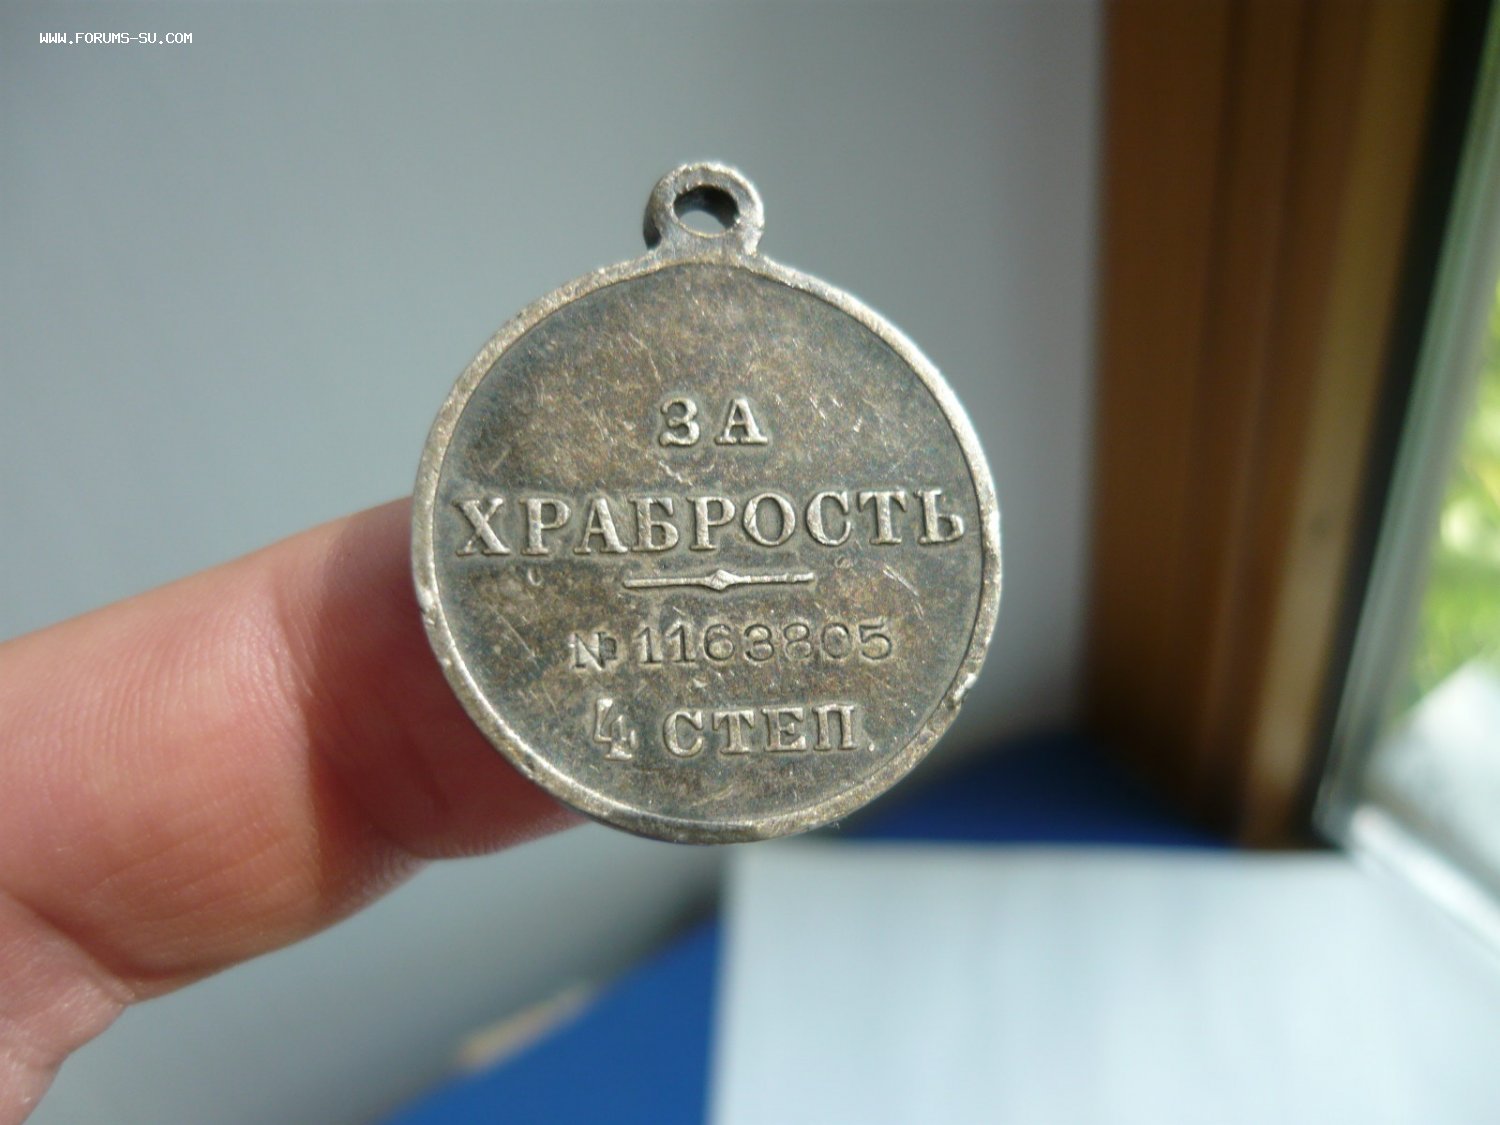 WWW.FORUMS-SU.COM
ЗА
ХРАБРОСТЬ
№ 1163805
4 СТЕП.